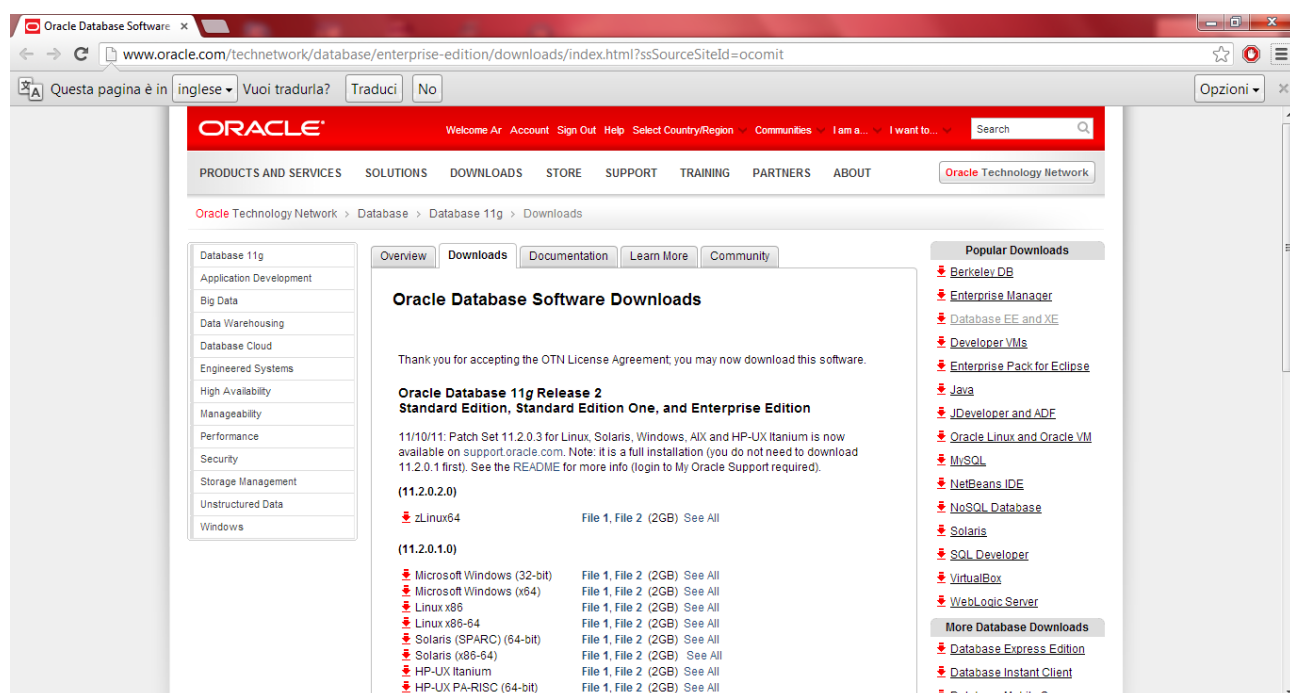 Oracle Database Software
www.oracle.com/technetwork/database/enterprise-edition/downloads/index.html?ssSourceSiteId=ocomit
Questa pagina è in inglese Vuoi tradurla? Traduci No Opzioni
ORACLE
Welcome Ar Account Sign Out Help Select Country/Region Communities I am a... I want to... Search
PRODUCTS AND SERVICES SOLUTIONS DOWNLOADS STORE SUPPORT TRAINING PARTNERS ABOUT Oracle Technology Network
Oracle Technology Network > Database > Database 11g > Downloads
Database 11g
Application Development
Big Data
Data Warehousing
Database Cloud
Engineered Systems
High Availability
Manageability
Performance
Security
Storage Management
Unstructured Data
Windows
Overview Downloads Documentation Learn More Community
Oracle Database Software Downloads
Thank you for accepting the OTN License Agreement; you may now download this software.
Oracle Database 11g Release 2
Standard Edition, Standard Edition One, and Enterprise Edition
11/10/11: Patch Set 11.2.0.3 for Linux, Solaris, Windows, AIX and HP-UX Itanium is now
available on support.oracle.com. Note: it is a full installation (you do not need to download
11.2.0.1 first). See the README for more info (login to My Oracle Support required).
(11.2.0.2.0)
zLinux64 File 1, File 2 (2GB) See All
(11.2.0.1.0)
Microsoft Windows (32-bit) File 1, File 2 (2GB) See All
Microsoft Windows (x64) File 1, File 2 (2GB) See All
Linux x86 File 1, File 2 (2GB) See All
Linux x86-64 File 1, File 2 (2GB) See All
Solaris (SPARC) (64-bit) File 1, File 2 (2GB) See All
Solaris (x86-64) File 1, File 2 (2GB) See All
HP-UX Itanium File 1, File 2 (2GB) See All
HP-UX PA-RISC (64-bit) File 1, File 2 (2GB) See All
Popular Downloads
Berkeley DB
Enterprise Manager
Database EE and XE
Developer VMs
Enterprise Pack for Eclipse
Java
JDeveloper and ADF
Oracle Linux and Oracle VM
MySQL
NetBeans IDE
NoSQL Database
Solaris
SQL Developer
VirtualBox
WebLogic Server
More Database Downloads
Database Express Edition
Database Instant Client